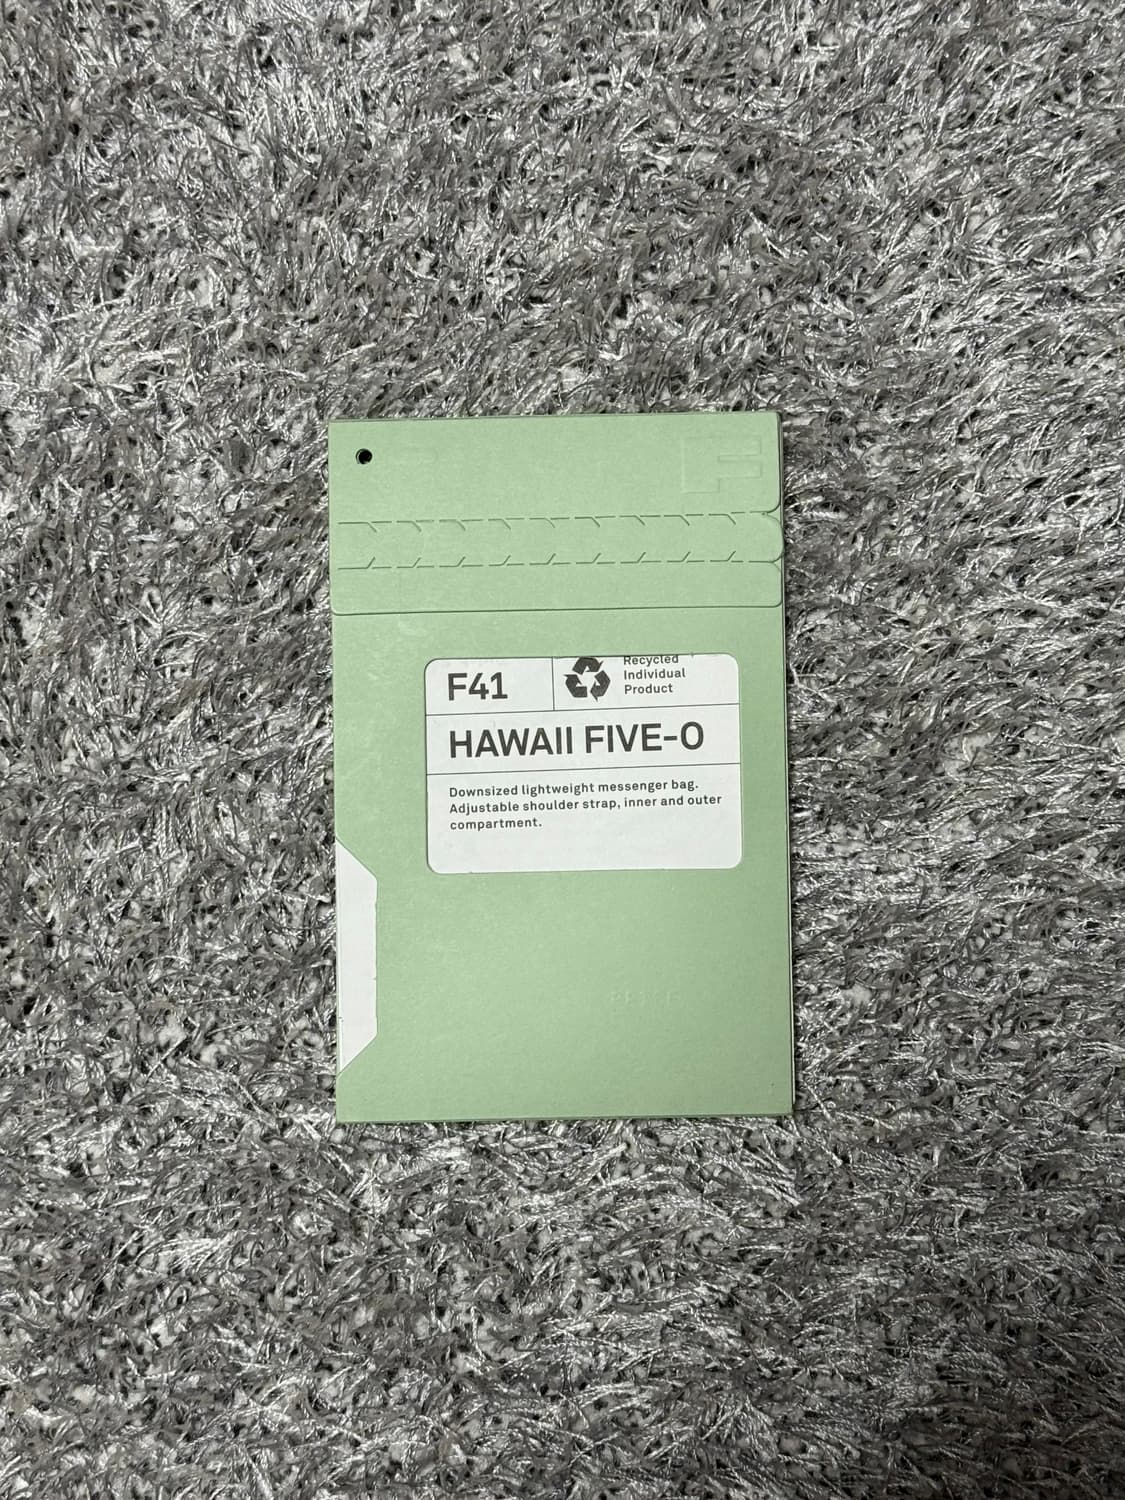 F41
Recycled
Individual
Product
HAWAII FIVE-O
Downsized lightweight messenger bag.
Adjustable shoulder strap, inner and outer
compartment.